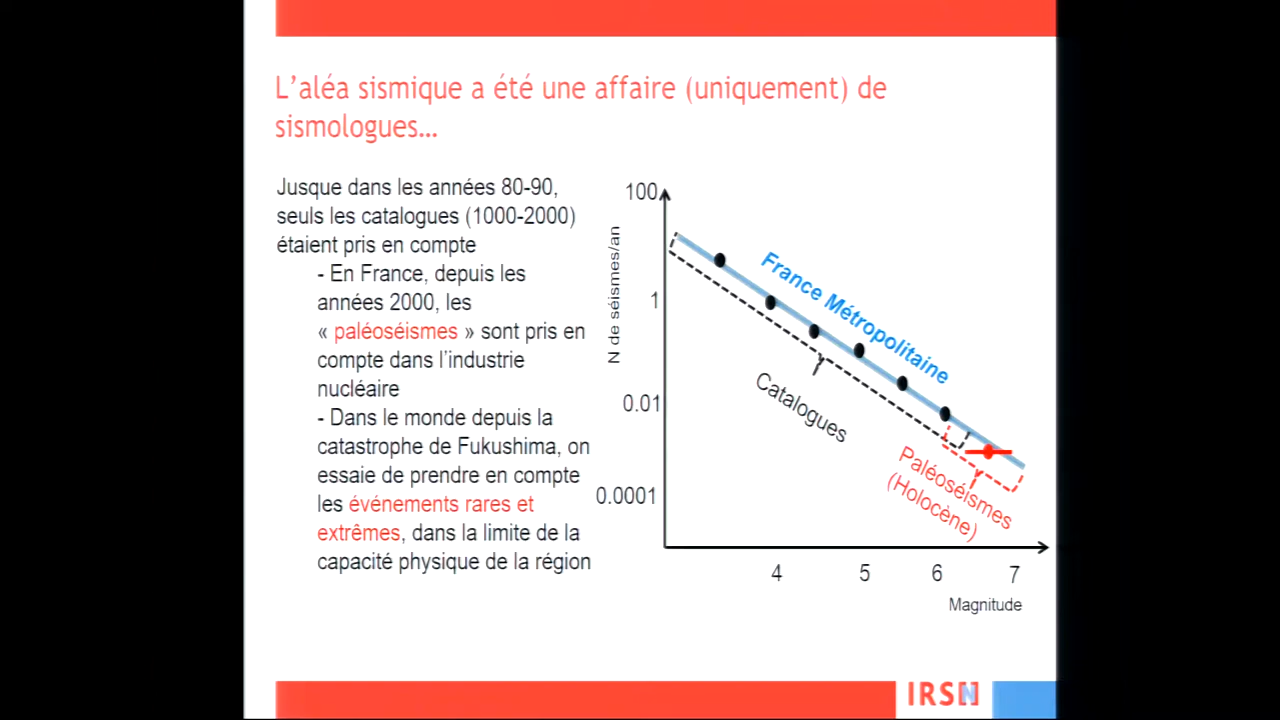 L'aléa sismique a été une affaire (uniquement) de
sismologues...
Jusque dans les années 80-90,
seuls les catalogues (1000-2000)
étaient pris en compte
- En France, depuis les
années 2000, les
« paléoséismes » sont pris en
compte dans l'industrie
nucléaire
- Dans le monde depuis la
catastrophe de Fukushima, on
essaie de prendre en compte
les événements rares et
extrêmes, dans la limite de la
capacité physique de la région
100
1
0.01
0.0001
N de séismes/an
France Métropolitaine
Catalogues
Paléoséismes
(Holocène)
4 5 6 7
Magnitude
IRSN